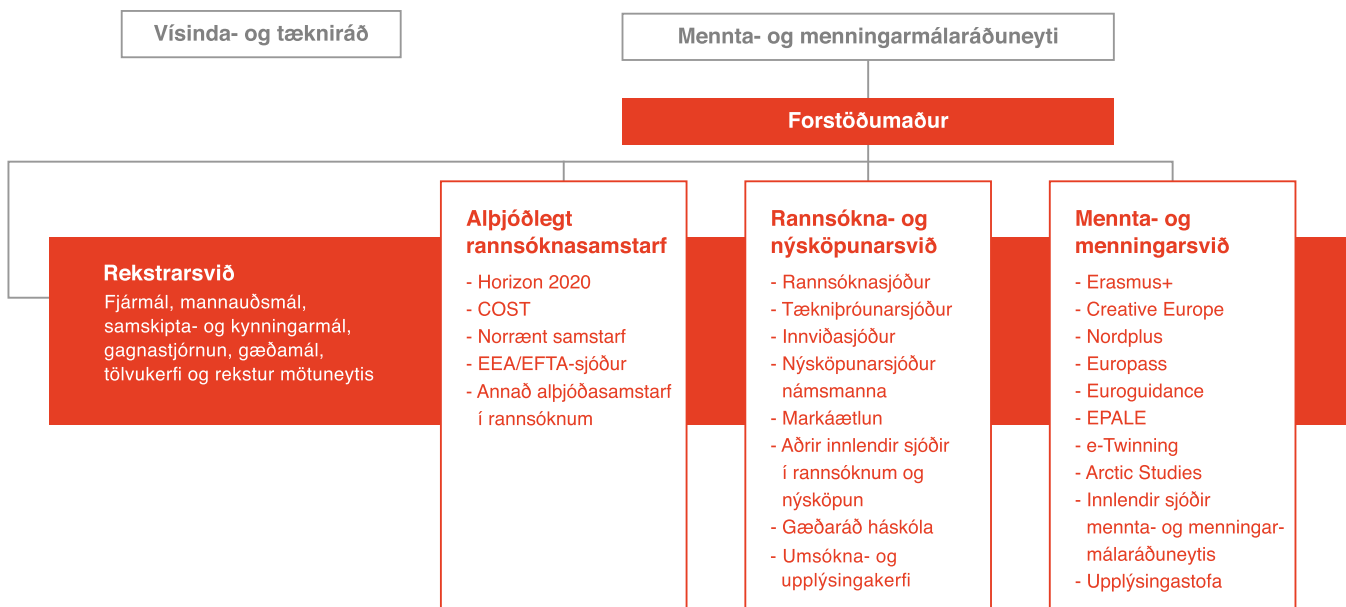 Vísinda- og tækniráð
Mennta- og menningarmálaráðuneyti
Forstöðumaður
Rekstrarsvið
Fjármál, mannauðsmál,
samskipta- og kynningarmál,
gagnastjórnun, gæðamál,
tölvukerfi og rekstur mötuneytis
Alþjóðlegt
rannsóknasamstarf
- Horizon 2020
- COST
- Norrænt samstarf
- EEA/EFTA-sjóður
- Annað alþjóðasamstarf
í rannsóknum
Rannsókna- og
nýsköpunarsvið
- Rannsóknasjóður
- Tækniþróunarsjóður
- Innviðasjóður
- Nýsköpunarsjóður
námsmanna
- Markáætlun
- Aðrir innlendir sjóðir
í rannsóknum og
nýsköpun
- Gæðaráð háskóla
- Umsókna- og
upplýsingakerfi
Mennta- og
menningarsvið
- Erasmus+
- Creative Europe
- Nordplus
- Europass
- Euroguidance
- EPALE
- e-Twinning
- Arctic Studies
- Innlendir sjóðir
mennta- og menningar-
málaráðuneytis
- Upplýsingastofa